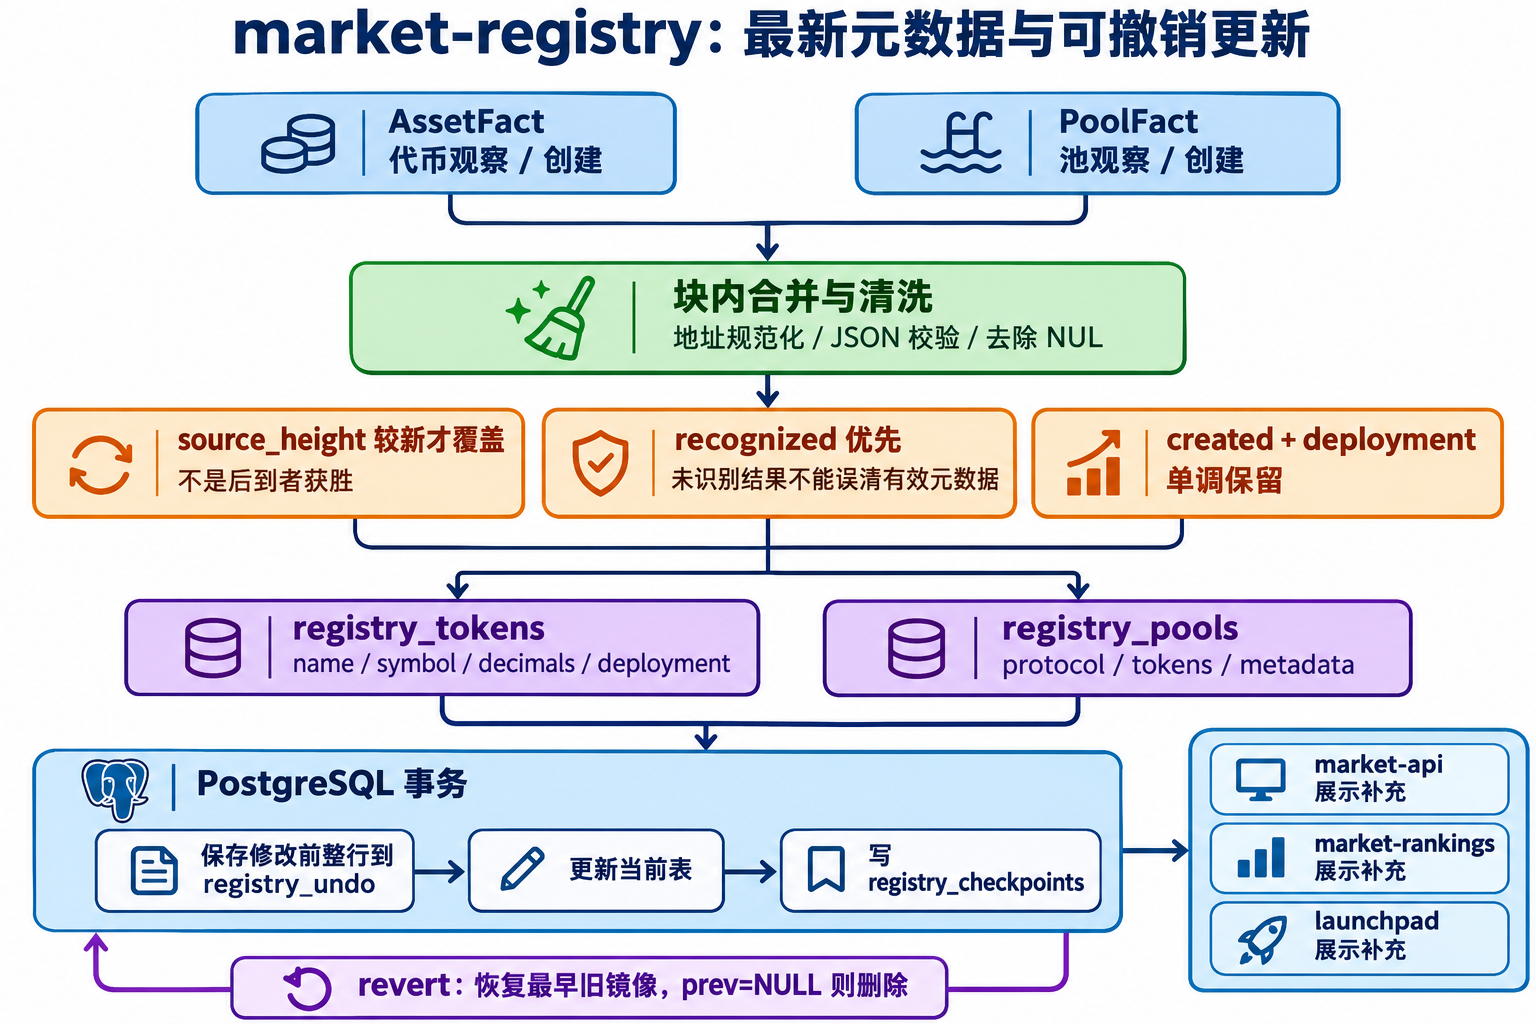 market-registry: 最新元数据与可撤销更新
AssetFact
代币观察 / 创建
PoolFact
池观察 / 创建
块内合并与清洗
地址规范化 / JSON 校验 / 去除 NUL
source_height 较新才覆盖
不是后到者获胜
recognized 优先
未识别结果不能误清有效元数据
created + deployment
单调保留
registry_tokens
name / symbol / decimals / deployment
registry_pools
protocol / tokens / metadata
PostgreSQL 事务
保存修改前整行到
registry_undo
更新当前表
写
registry_checkpoints
market-api
展示补充
market-rankings
展示补充
launchpad
展示补充
revert: 恢复最早旧镜像, prev=NULL 则删除